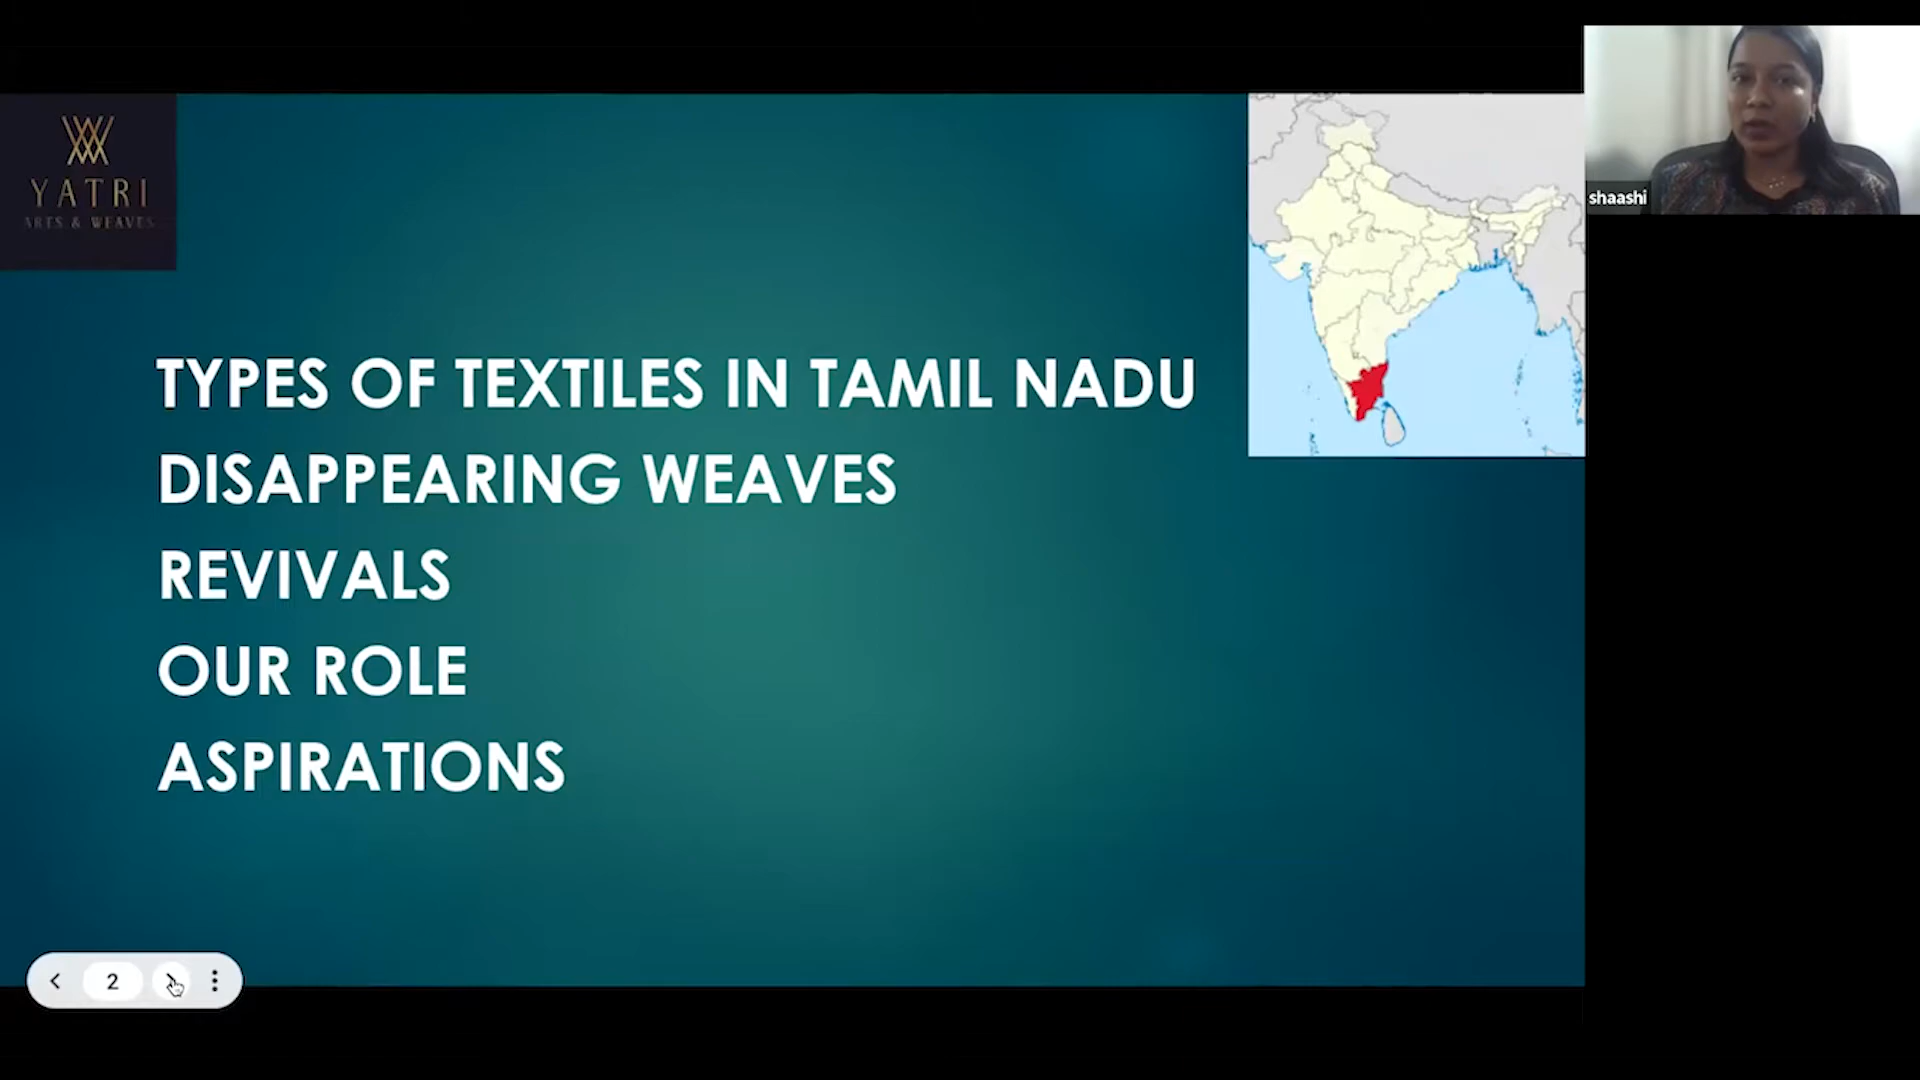 YATRI
ARTS & WEAVES
shaashi
TYPES OF TEXTILES IN TAMIL NADU
DISAPPEARING WEAVES
REVIVALS
OUR ROLE
ASPIRATIONS
2